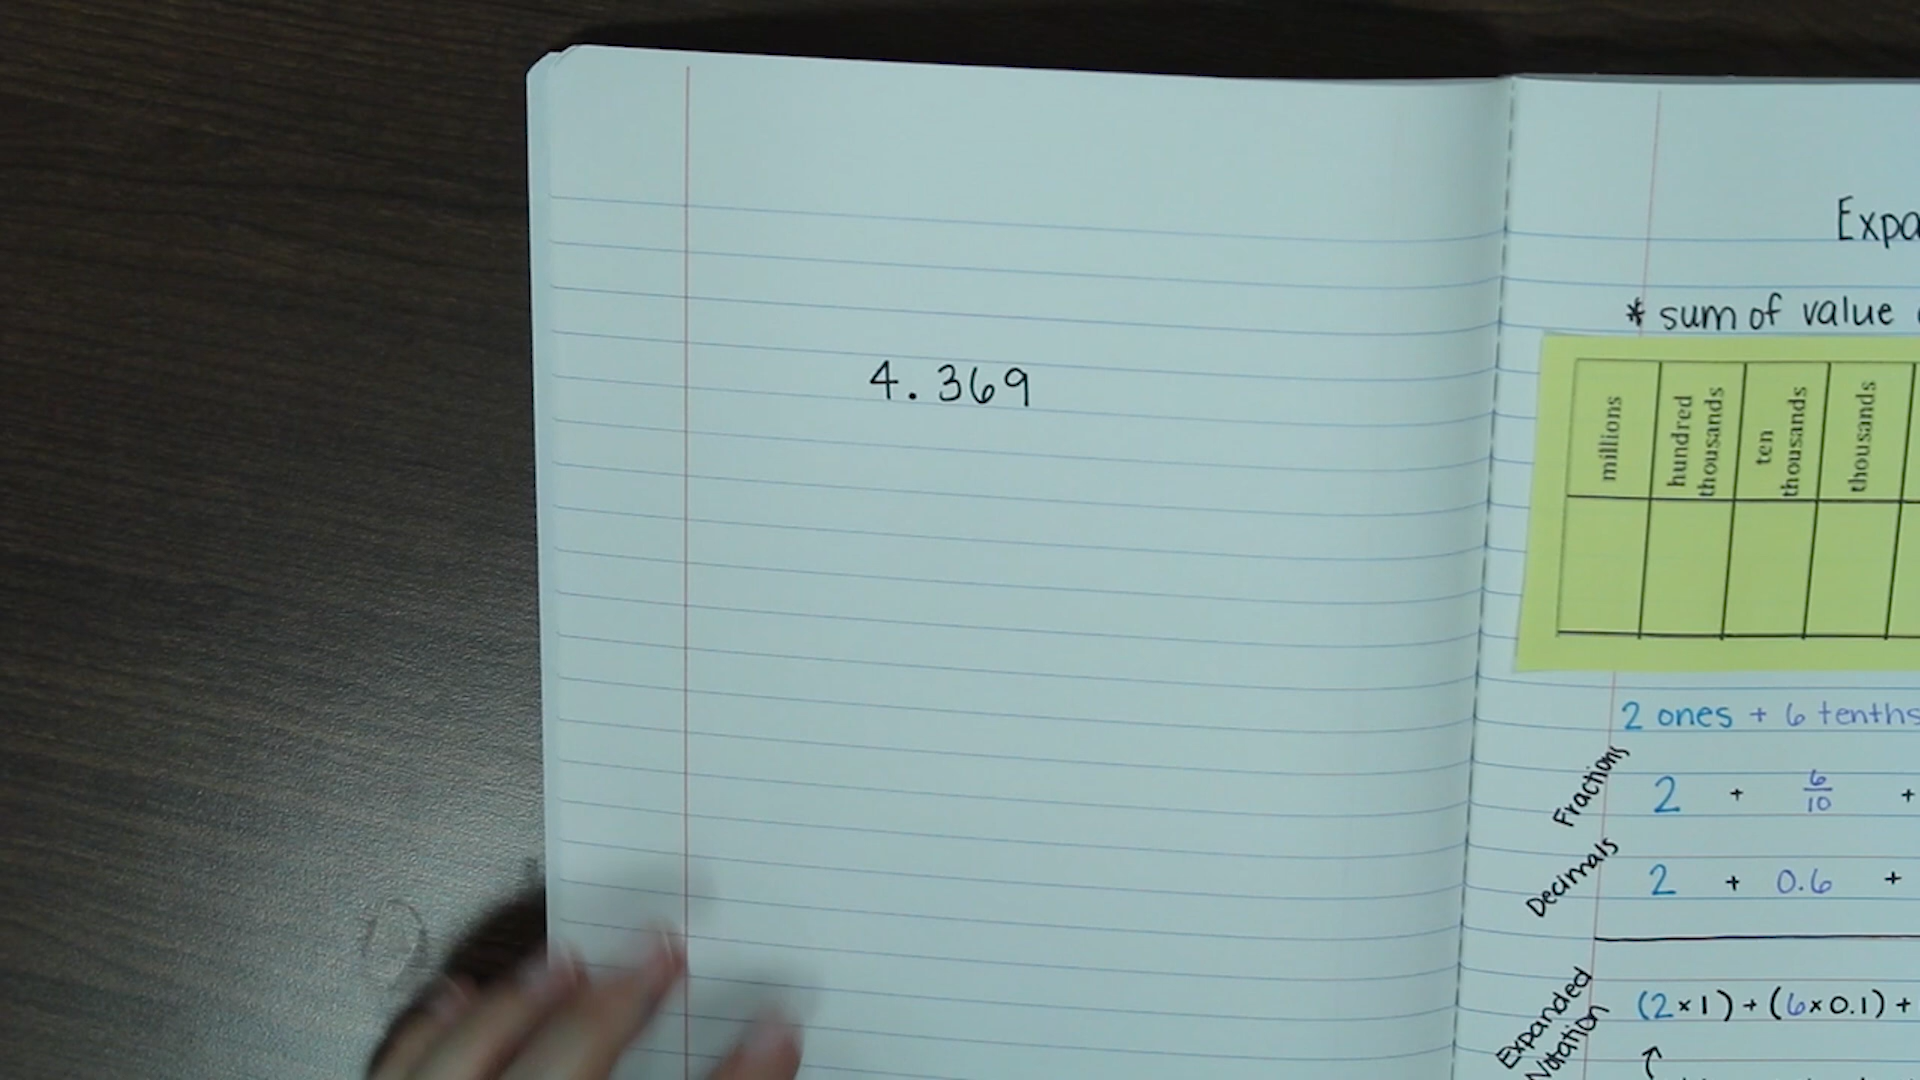 4.369
Expa
* sum of value
millions
hundred thousands
ten thousands
thousands
2 ones + 6 tenths
Fractions
2 + 6/10 +
Decimals
2 + 0.6 +
Expanded Notation
(2×1) + (6×0.1) +